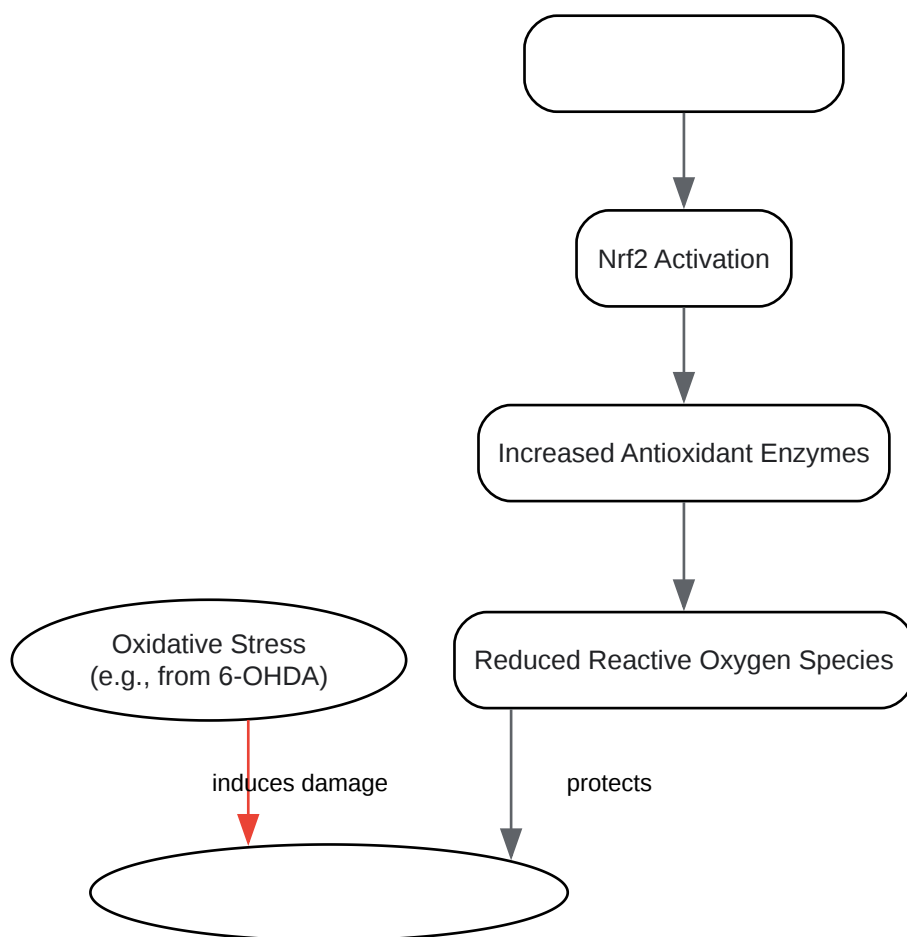 Nrf2 Activation
Increased Antioxidant Enzymes
Oxidative Stress
(e.g., from 6-OHDA)
Reduced Reactive Oxygen Species
induces damage
protects